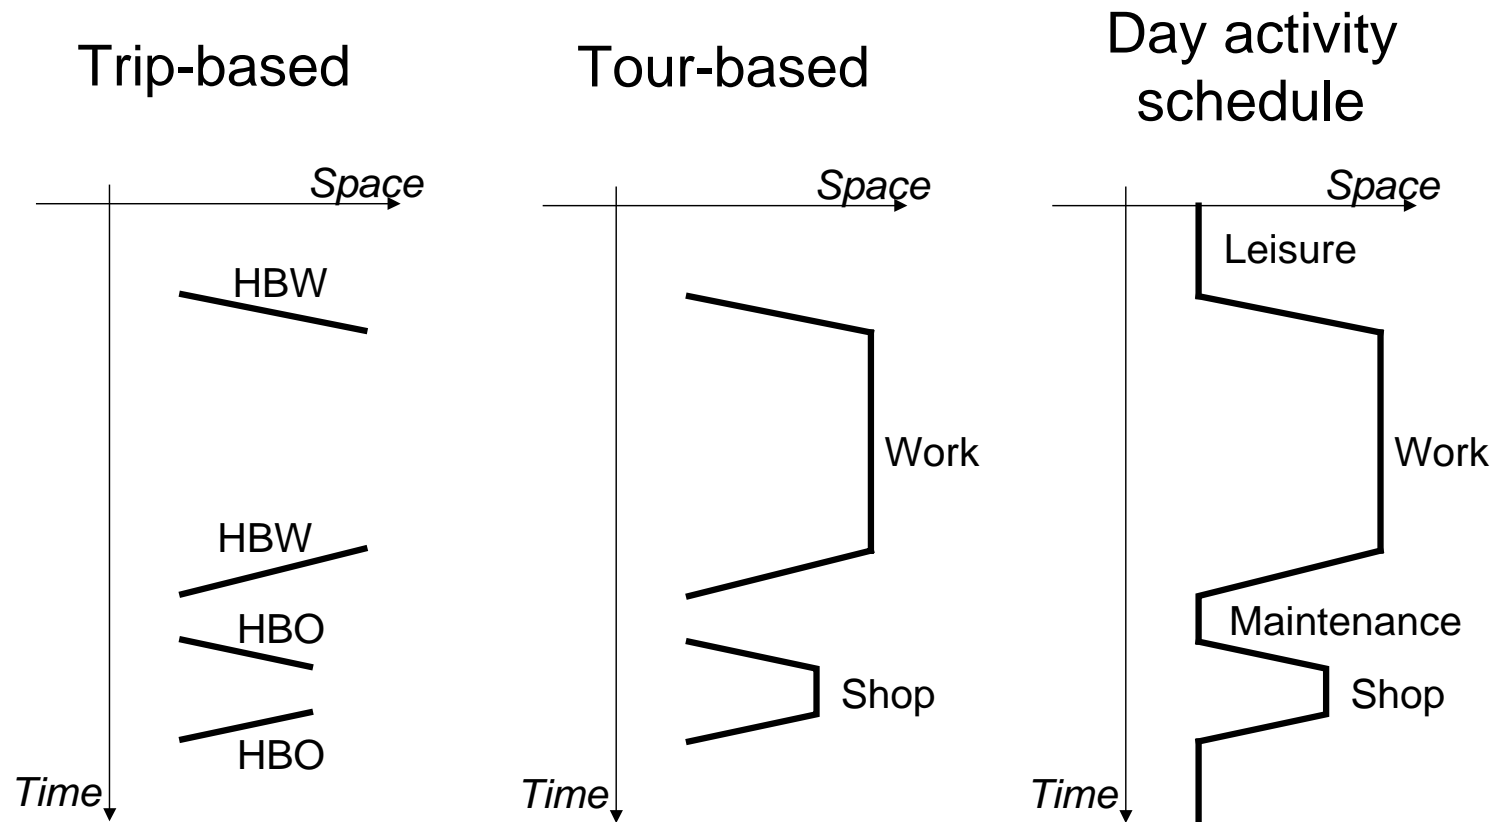 Trip-based
Space
HBW
HBW
HBO
HBO
Time
Tour-based
Space
Work
Shop
Time
Day activity
schedule
Space
Leisure
Work
Maintenance
Shop
Time